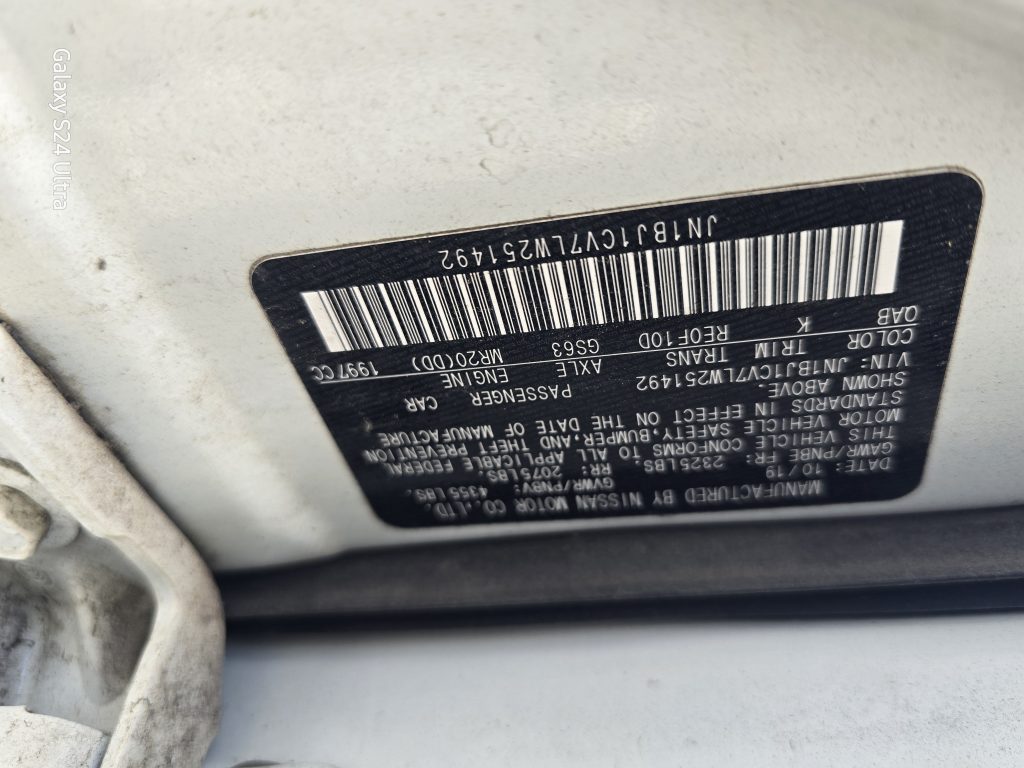 MANUFACTURED BY NISSAN MOTOR CO.,LTD.
DATE: 10/19 GVWR/PNBV: 4355LBS.
GAWR/PNBE FR: 2325LBS. RR: 2075LBS.
THIS VEHICLE CONFORMS TO ALL APPLICABLE FEDERAL
MOTOR VEHICLE SAFETY,BUMPER,AND THEFT PREVENTION
STANDARDS IN EFFECT ON THE DATE OF MANUFACTURE
SHOWN ABOVE.
VIN: JN1BJ1CV7LW251492 PASSENGER CAR
COLOR TRIM TRANS AXLE ENGINE
QAB K RE0F10D GS63 MR20(DD) 1997CC
JN1BJ1CV7LW251492
Galaxy S24 Ultra